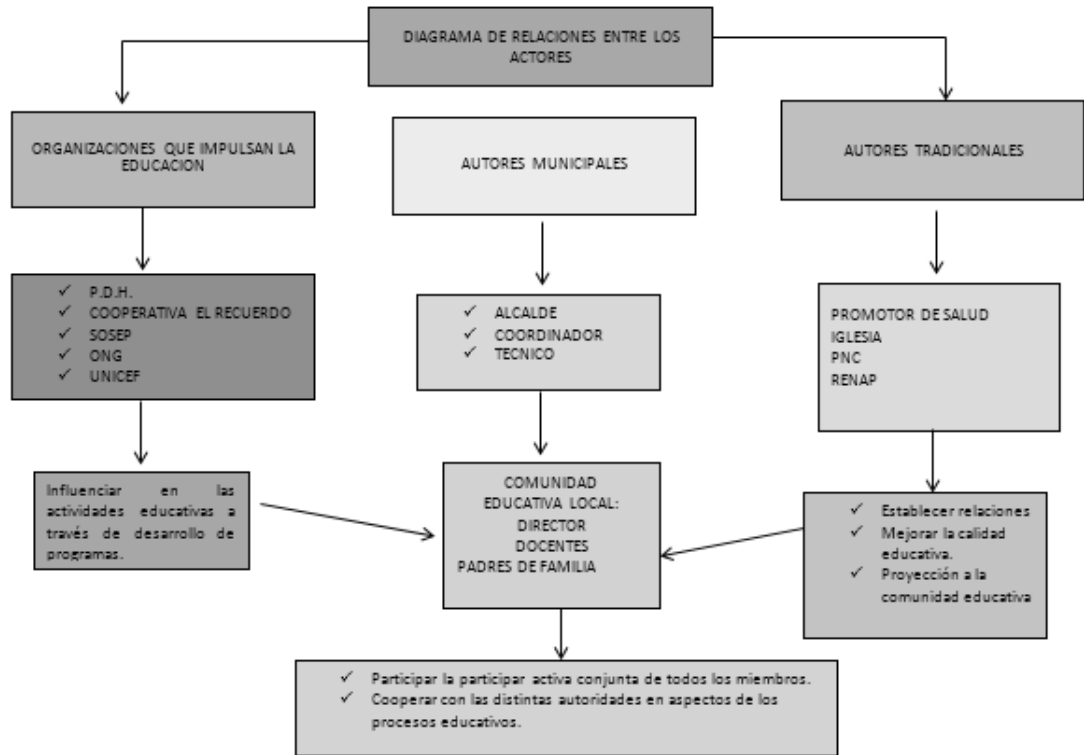 DIAGRAMA DE RELACIONES ENTRE LOS
ACTORES
ORGANIZACIONES QUE IMPULSAN LA
EDUCACION
AUTORES MUNICIPALES
AUTORES TRADICIONALES
✓ P.D.H.
✓ COOPERATIVA EL RECUERDO
✓ SOSEP
✓ ONG
✓ UNICEF
✓ ALCALDE
✓ COORDINADOR
✓ TECNICO
PROMOTOR DE SALUD
IGLESIA
PNC
RENAP
Influenciar en las
actividades educativas a
través de desarrollo de
programas.
COMUNIDAD
EDUCATIVA LOCAL:
DIRECTOR
DOCENTES
PADRES DE FAMILIA
✓ Establecer relaciones
✓ Mejorar la calidad
educativa.
✓ Proyección a la
comunidad educativa
✓ Participar la participar activa conjunta de todos los miembros.
✓ Cooperar con las distintas autoridades en aspectos de los
procesos educativos.